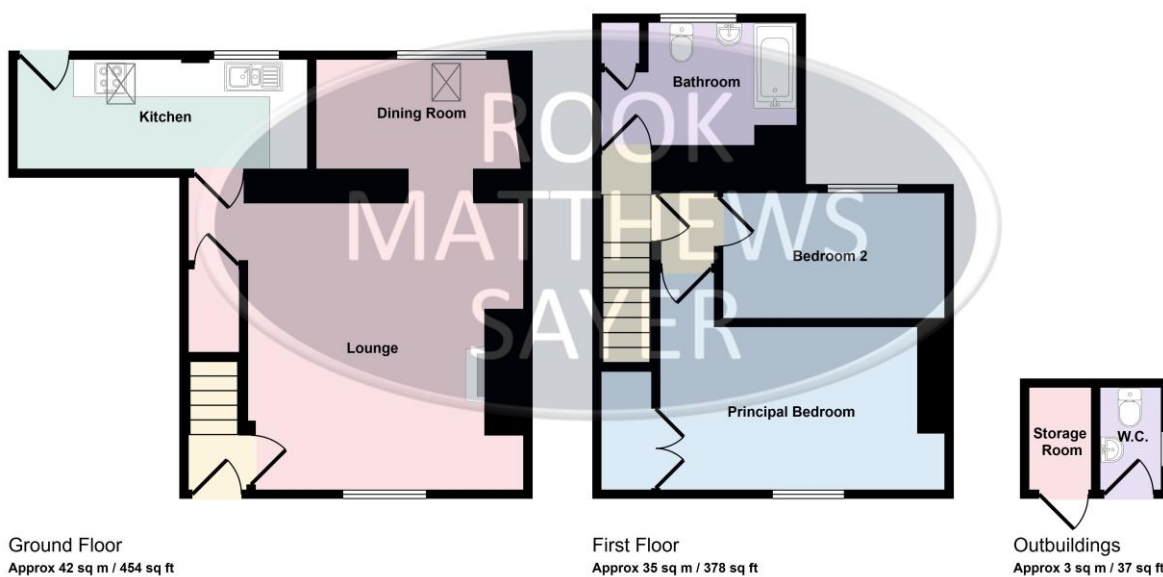 Kitchen
Dining Room
Lounge
Bathroom
Bedroom 2
Principal Bedroom
Storage
Room
W.C.
ROOK
MATTHEWS
SAYER
Ground Floor
Approx 42 sq m / 454 sq ft
First Floor
Approx 35 sq m / 378 sq ft
Outbuildings
Approx 3 sq m / 37 sq ft